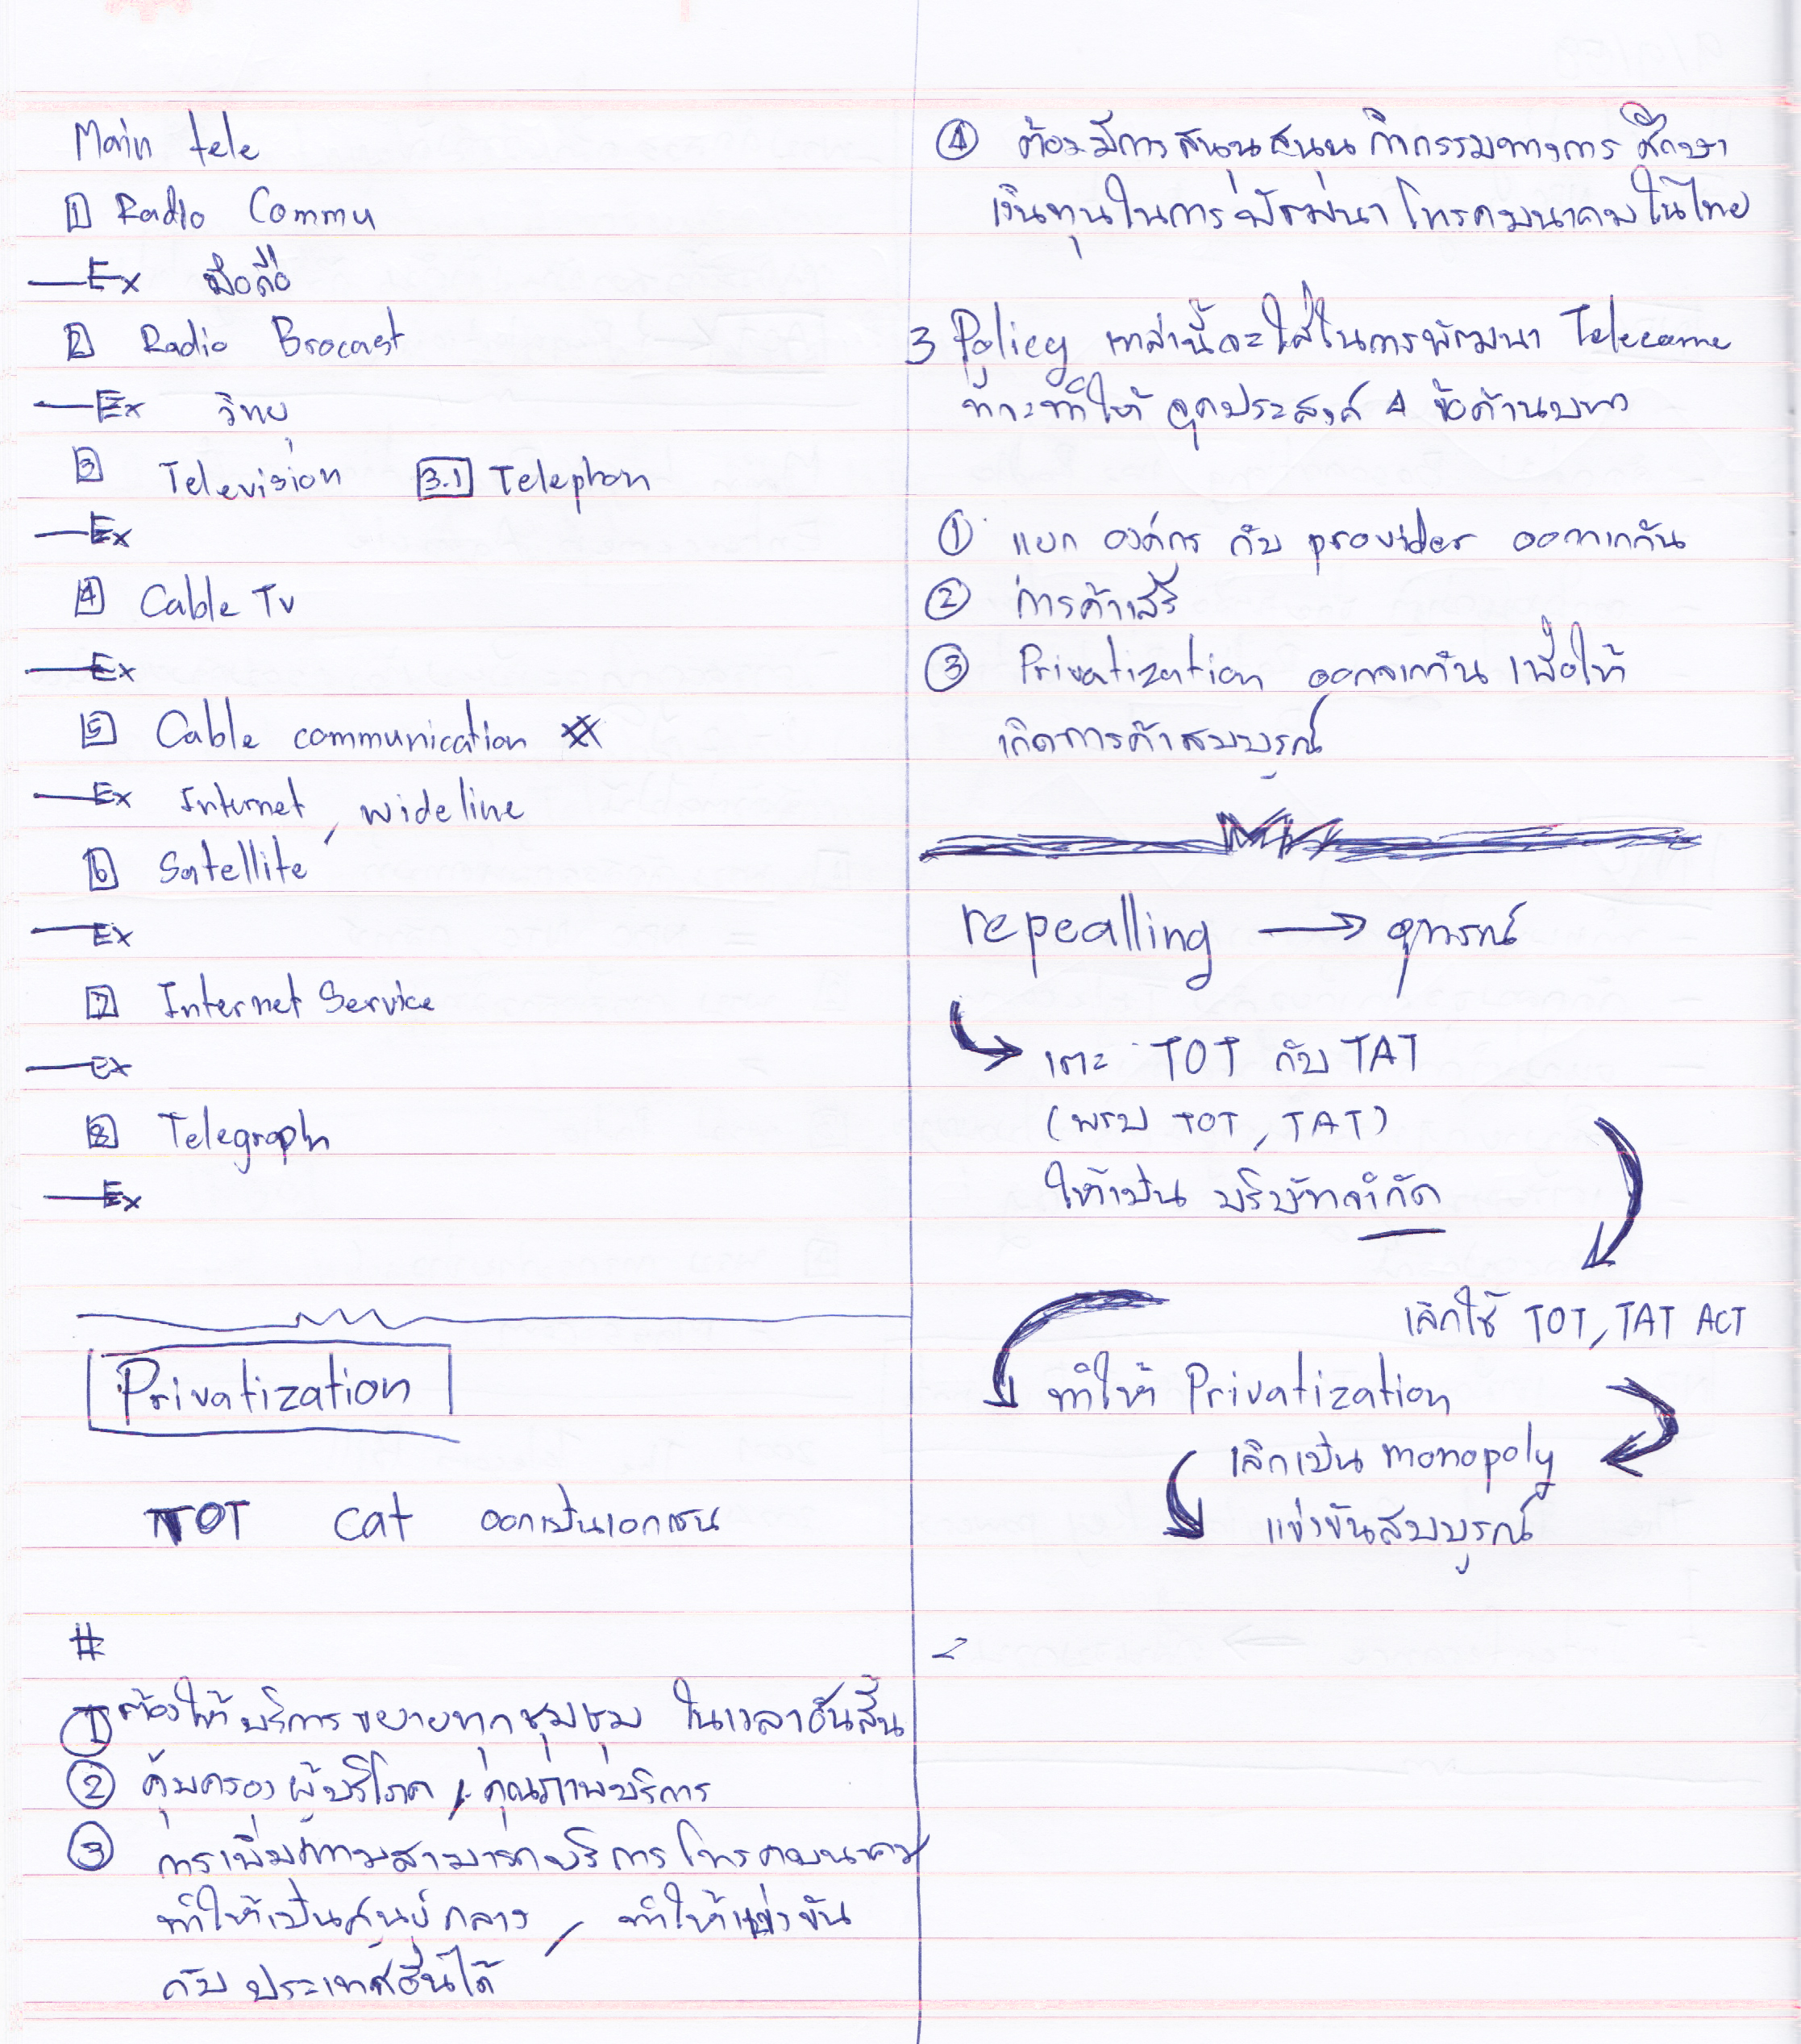 Main tele
1 Radio Commu
Ex มือถือ
2 Radio Brocast
Ex วิทยุ
3 Television 3.1 Telephon
Ex
4 Cable Tv
Ex
5 Cable communication
Ex Internet, wideline
6 Satellite
Ex
7 Internet Service
ex
8 Telegraph
Ex
Privatization
TOT cat ออกเป็นเอกชน
#
1 ต้องให้บริการขยายทุกชุมชุม ในเวลาอันสั้น
2 คุ้มครองผู้บริโภค, คุณภาพบริการ
3 การเพิ่มความสามารถบริการโทรคมนาคม
ทำให้เป็นศูนย์กลาง, ทำให้แข่งขัน
กับ ประเทศอื่นได้
4 ต้องมีการสนุนสนุน กิจกรรมทางการ ศึกษา
เงินทุนในการพัฒนา โทรคมนาคมในไทย
3 Policy เหล่านี้จะใส่ในการพัฒนา Telecome
ที่จะทำให้ จุดประสงค์ 4 ข้อด้านบน
1 แยก องค์กร กับ provider ออกจากกัน
2 การค้าเสรี
3 Privatization ออกจากกัน เพื่อให้
เกิดการค้าสมบูรณ์
repealling → อุทรณ์
เตะ TOT กับ TAT
(พรบ TOT, TAT)
ให้เป็น บริษัทจำกัด
เลิกใช้ TOT, TAT ACT
ทำให้ Privatization
เลิกเป็น monopoly
แข่งขันสมบูรณ์